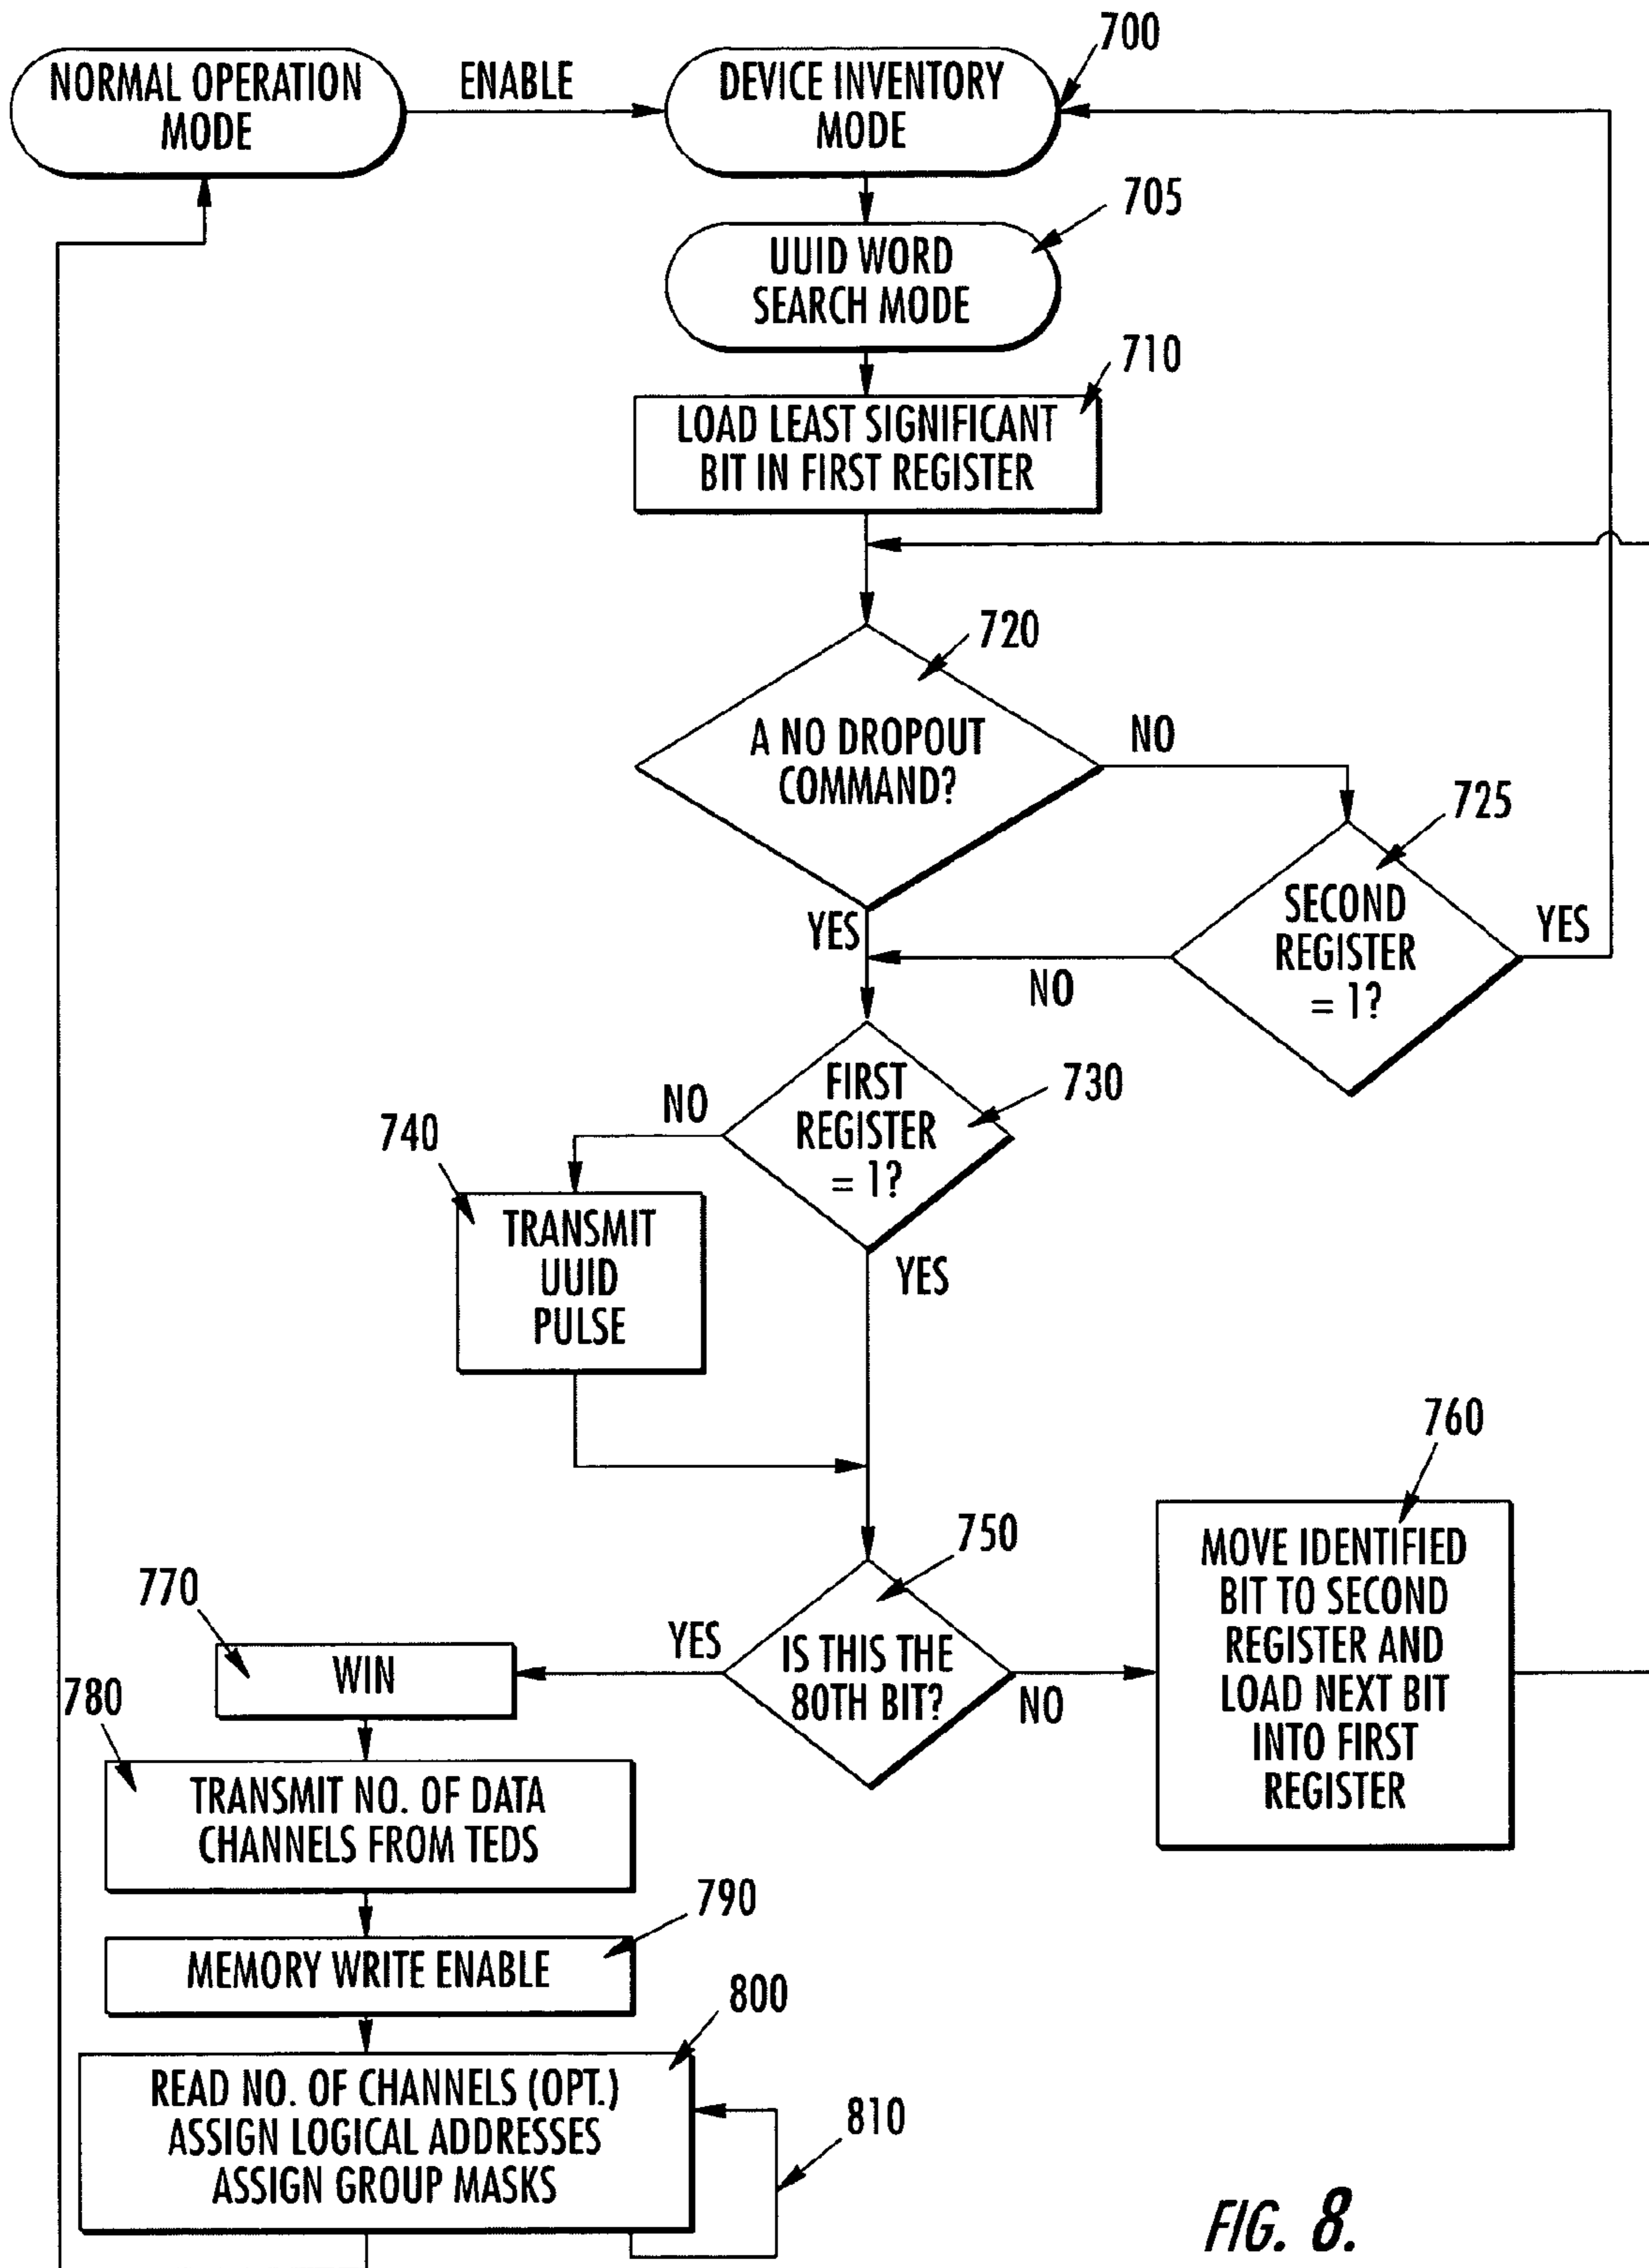 700
NORMAL OPERATION
MODE
ENABLE
DEVICE INVENTORY
MODE
705
UUID WORD
SEARCH MODE
710
LOAD LEAST SIGNIFICANT
BIT IN FIRST REGISTER
720
A NO DROPOUT
COMMAND?
NO
725
SECOND
REGISTER
= 1?
YES
YES
NO
FIRST
REGISTER
= 1?
730
NO
740
TRANSMIT
UUID
PULSE
YES
760
MOVE IDENTIFIED
BIT TO SECOND
REGISTER AND
LOAD NEXT BIT
INTO FIRST
REGISTER
750
IS THIS THE
80TH BIT?
YES
NO
770
WIN
780
TRANSMIT NO. OF DATA
CHANNELS FROM TEDS
790
MEMORY WRITE ENABLE
800
READ NO. OF CHANNELS (OPT.)
ASSIGN LOGICAL ADDRESSES
ASSIGN GROUP MASKS
810
FIG. 8.